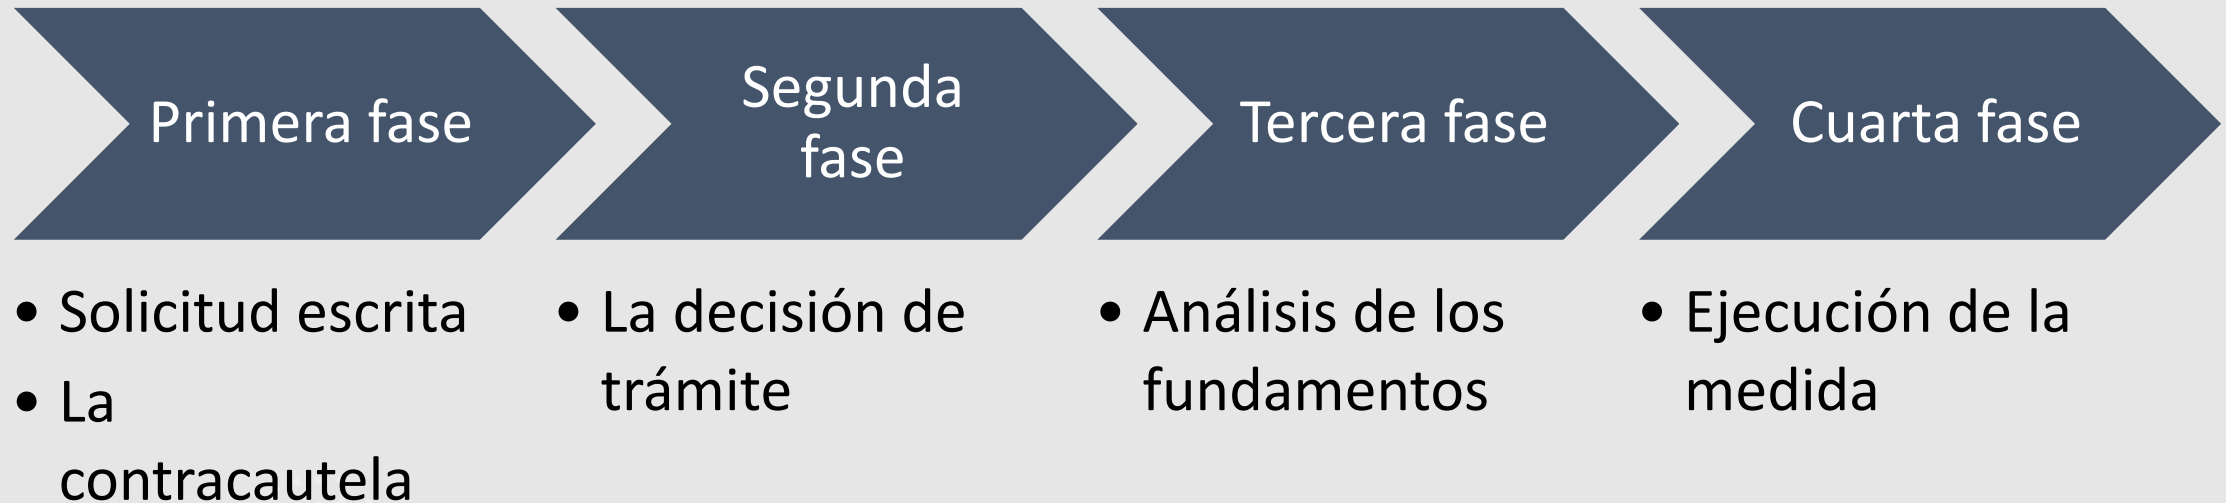 Primera fase
• Solicitud escrita
• La
contracautela
Segunda
fase
• La decisión de
trámite
Tercera fase
• Análisis de los
fundamentos
Cuarta fase
• Ejecución de la
medida